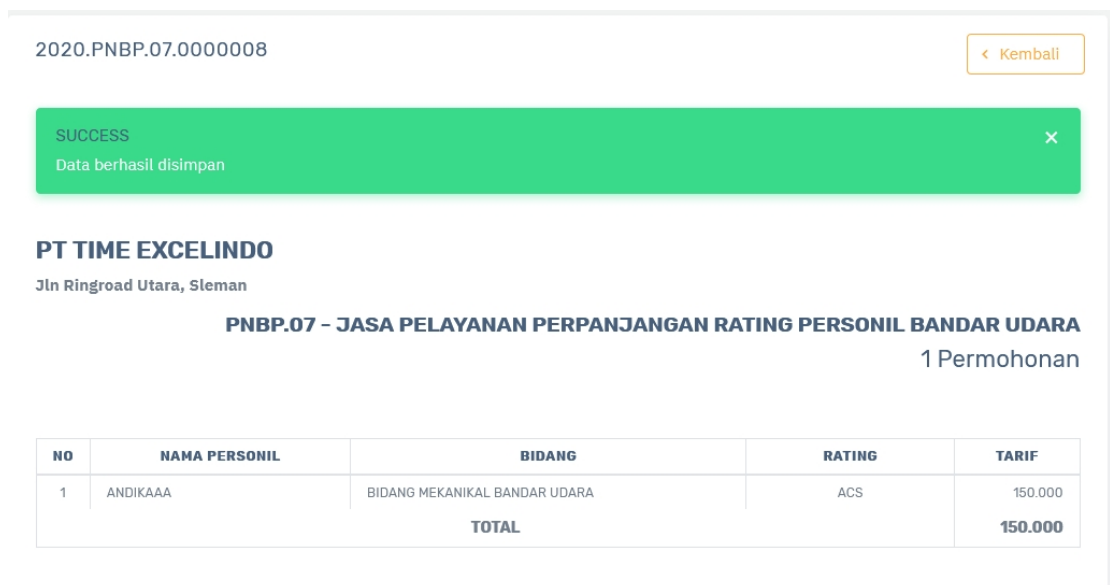 2020.PNBP.07.0000008
< Kembali
SUCCESS
×
Data berhasil disimpan
PT TIME EXCELINDO
Jln Ringroad Utara, Sleman
PNBP.07 - JASA PELAYANAN PERPANJANGAN RATING PERSONIL BANDAR UDARA
1 Permohonan
NO NAMA PERSONIL BIDANG RATING TARIF
1 ANDIKAAA BIDANG MEKANIKAL BANDAR UDARA ACS 150.000
TOTAL 150.000